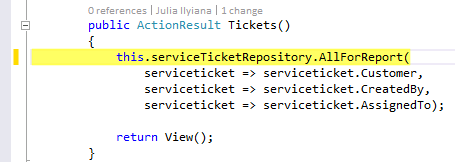 0 references | Julia Ilyiana | 1 change
public ActionResult Tickets()
{
this.serviceTicketRepository.AllForReport(
serviceticket => serviceticket.Customer,
serviceticket => serviceticket.CreatedBy,
serviceticket => serviceticket.AssignedTo);
return View();
}